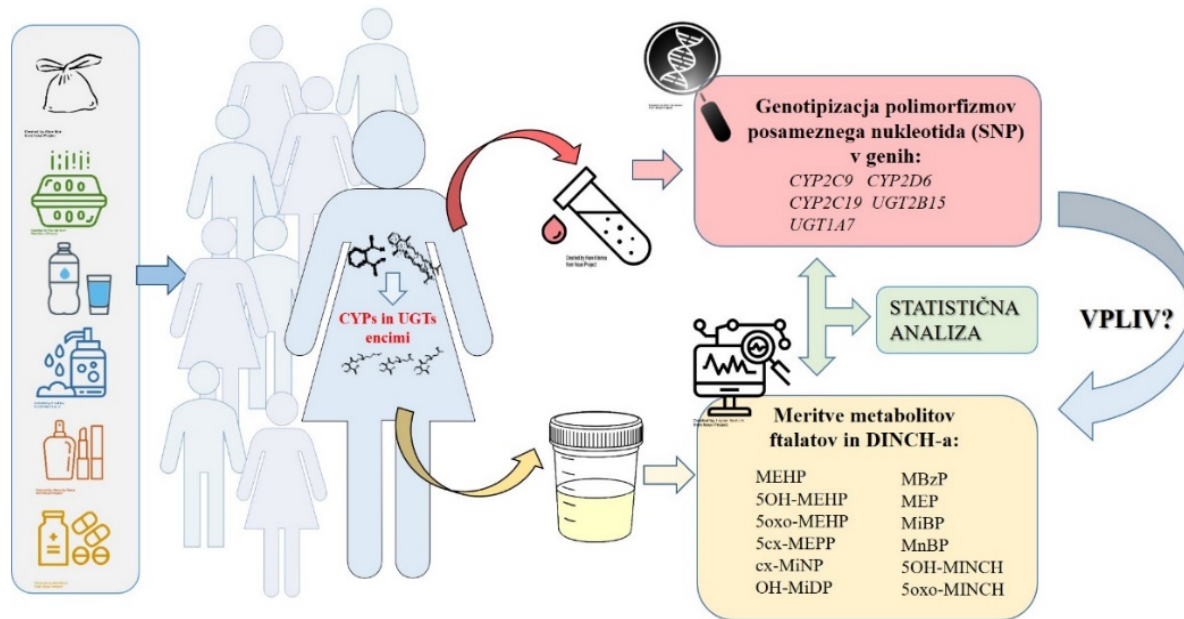 Genotipizacija polimorfizmov
posameznega nukleotida (SNP)
v genih:
CYP2C9 CYP2D6
CYP2C19 UGT2B15
UGT1A7
CYPs in UGTs
encimi
STATISTIČNA
ANALIZA
VPLIV?
Meritve metabolitov
ftalatov in DINCH-a:
MEHP
5OH-MEHP
5oxo-MEHP
5cx-MEPP
cx-MiNP
OH-MiDP
MBzP
MEP
MiBP
MnBP
5OH-MINCH
5oxo-MINCH